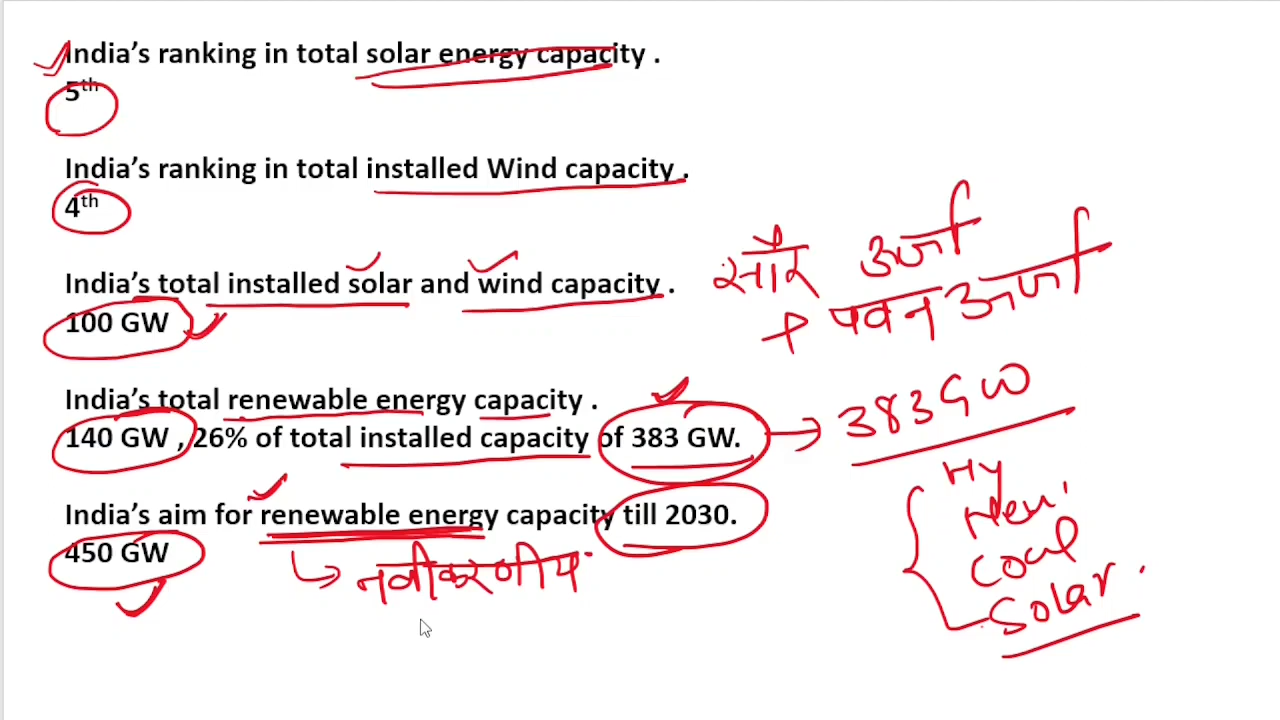 India's ranking in total solar energy capacity .
5th
India's ranking in total installed Wind capacity .
4th
India's total installed solar and wind capacity .
100 GW
सौर ऊर्जा
+ पवन ऊर्जा
India's total renewable energy capacity .
140 GW , 26% of total installed capacity of 383 GW.
383 GW
Hy
Coal
Solar.
India's aim for renewable energy capacity till 2030.
450 GW
नवीकरणीय